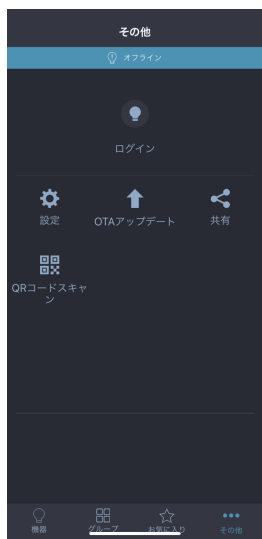 その他
オフライン
ログイン
設定
OTAアップデート
共有
QRコードスキャ
ン
機器
グループ
お気に入り
その他